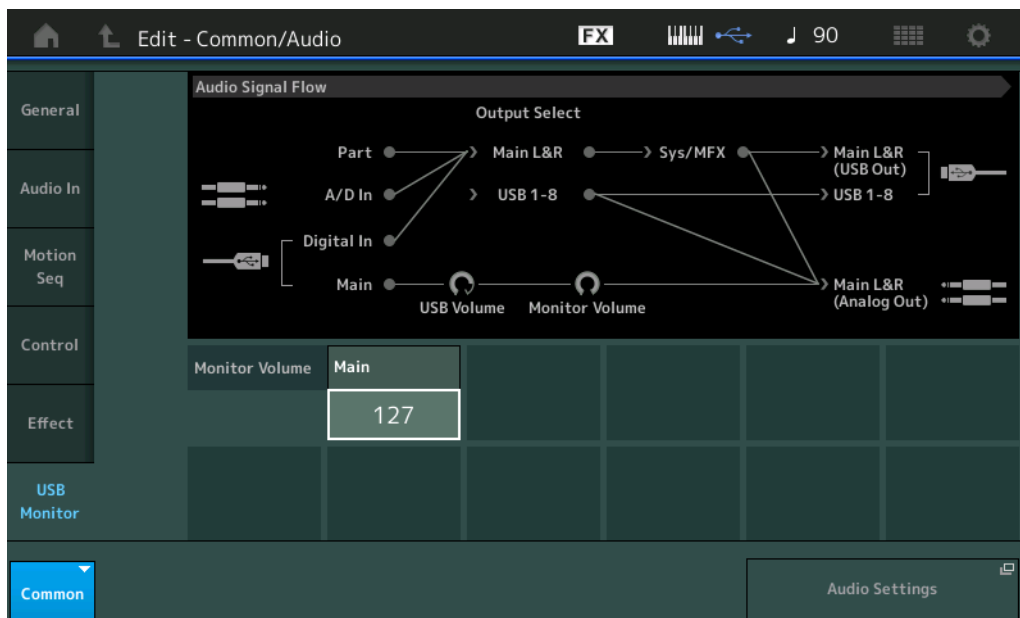 Edit - Common/Audio
FX
90
General
Audio In
Motion
Seq
Control
Effect
USB
Monitor
Common
Audio Signal Flow
Output Select
Part
Main L&R
Sys/MFX
Main L&R
(USB Out)
A/D In
USB 1-8
USB 1-8
Digital In
Main
USB Volume
Monitor Volume
Main L&R
(Analog Out)
Monitor Volume
Main
127
Audio Settings